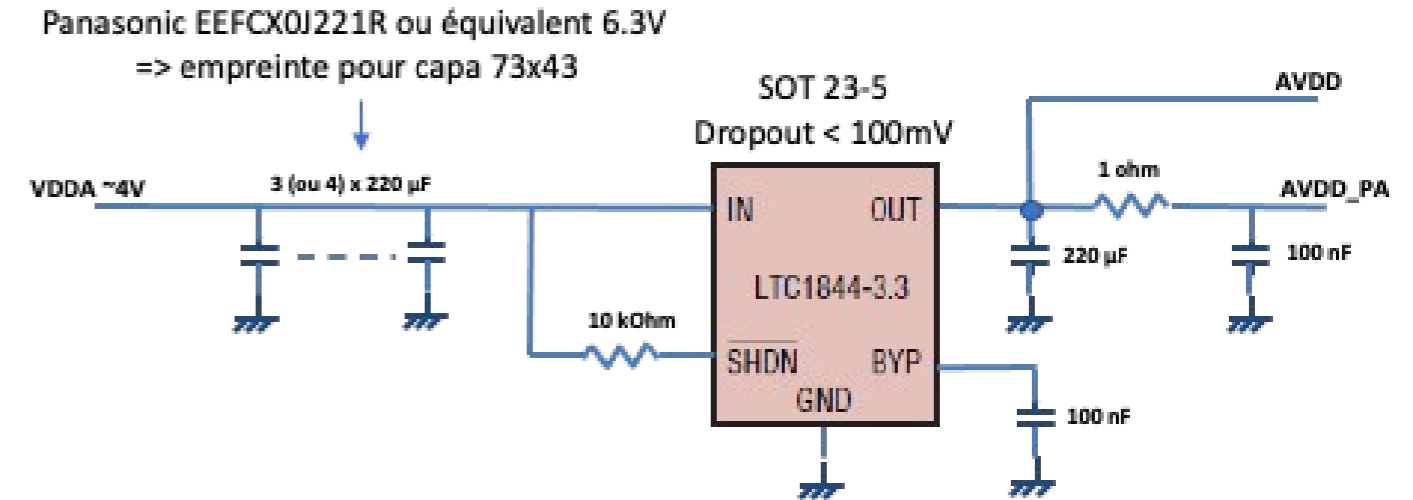 Panasonic EEFCX0J221R ou équivalent 6.3V
=> empreinte pour capa 73x43
SOT 23-5
Dropout < 100mV
AVDD
VDDA ~4V
3 (ou 4) x 220 µF
1 ohm
AVDD_PA
IN
OUT
220 µF
100 nF
LTC1844-3.3
10 kOhm
SHDN
BYP
GND
100 nF